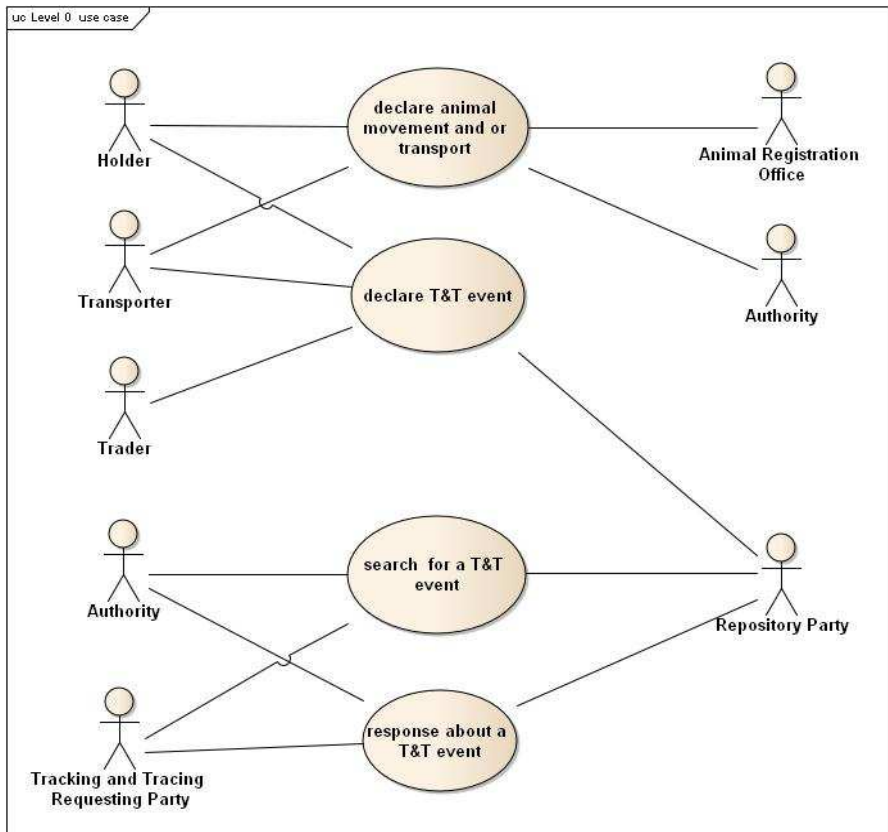 uc Level 0 use case
Holder
declare animal
movement and or
transport
Animal Registration
Office
Transporter
declare T&T event
Authority
Trader
Authority
search for a T&T
event
Repository Party
Tracking and Tracing
Requesting Party
response about a
T&T event